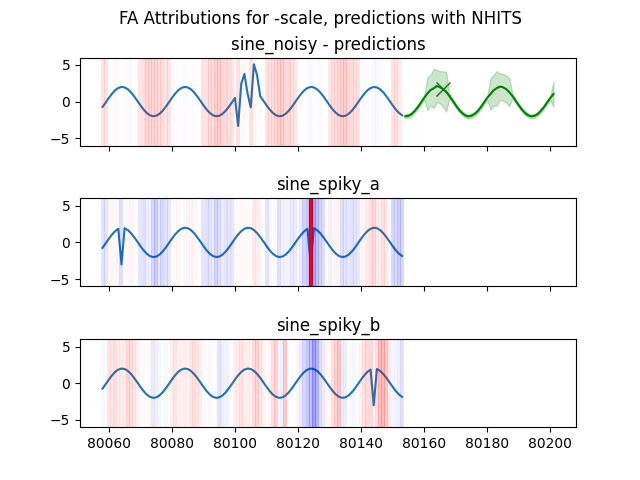 FA Attributions for -scale, predictions with NHITS
sine_noisy - predictions
5
0
−5
sine_spiky_a
5
0
−5
sine_spiky_b
5
0
−5
80060 80080 80100 80120 80140 80160 80180 80200